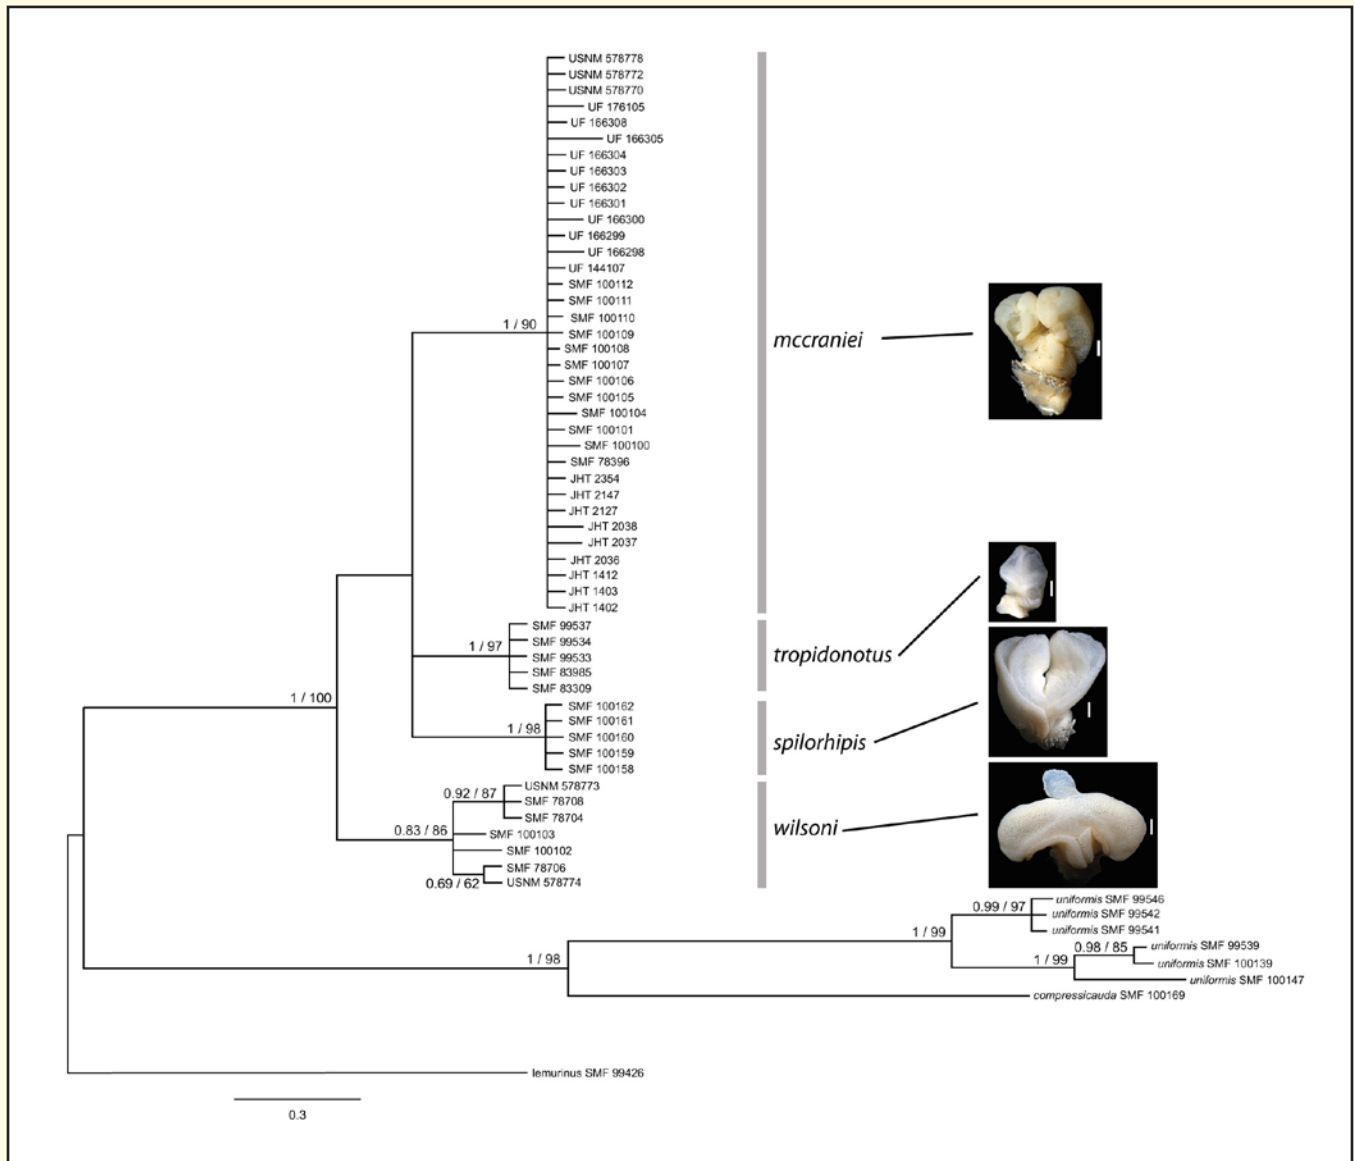 USNM 578778
USNM 578772
USNM 578770
UF 176105
UF 166308
UF 166305
UF 166304
UF 166303
UF 166302
UF 166301
UF 166300
UF 166299
UF 166298
UF 144107
SMF 100112
SMF 100111
SMF 100110
1 / 90
SMF 100109
mccraniei
SMF 100108
SMF 100107
SMF 100106
SMF 100105
SMF 100104
SMF 100101
SMF 100100
SMF 78396
JHT 2354
JHT 2147
JHT 2127
JHT 2038
JHT 2037
JHT 2036
JHT 1412
JHT 1403
JHT 1402
SMF 99537
SMF 99534
1 / 97
SMF 99533
tropidonotus
SMF 83985
SMF 83309
1 / 100
SMF 100162
SMF 100161
1 / 98
SMF 100160
spilorhipis
SMF 100159
SMF 100158
USNM 578773
0.92 / 87
SMF 78708
SMF 78704
0.83 / 86
SMF 100103
wilsoni
SMF 100102
SMF 78706
0.69 / 62
USNM 578774
uniformis SMF 99546
0.99 / 97
uniformis SMF 99542
uniformis SMF 99541
1 / 99
0.98 / 85
uniformis SMF 99539
1 / 99
uniformis SMF 100139
uniformis SMF 100147
1 / 98
compressicauda SMF 100169
lemurinus SMF 99426
0.3